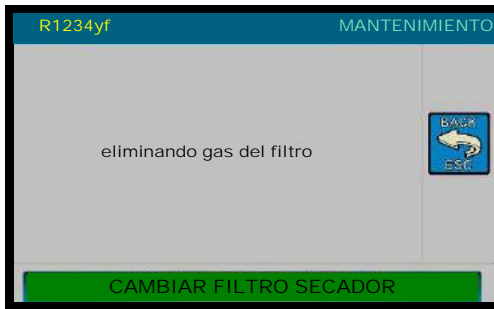 R1234yf MANTENIMIENTO
eliminando gas del filtro
BACK
ESC
CAMBIAR FILTRO SECADOR